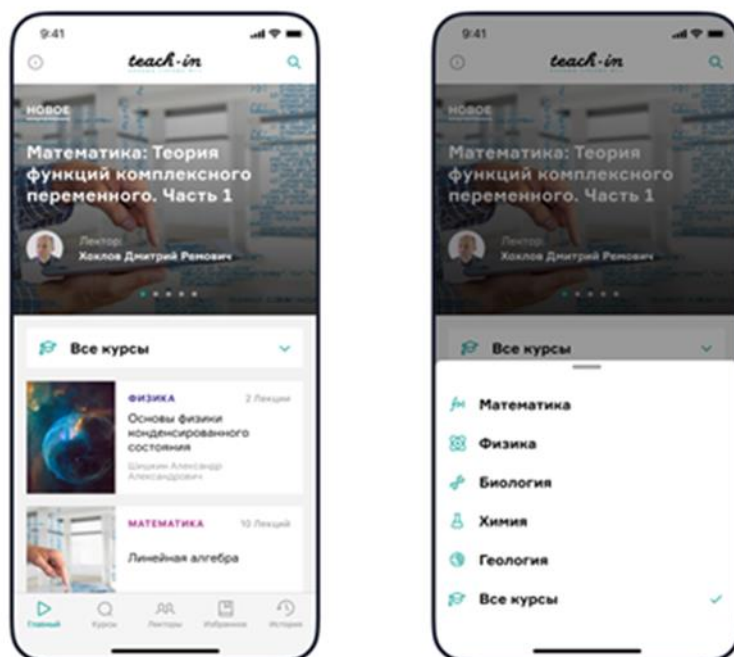 9:41
teach-in
НОВОЕ
Математика: Теория
функций комплексного
переменного. Часть 1
Лектор:
Хохлов Дмитрий Ремович
Все курсы
ФИЗИКА 2 Лекции
Основы физики
конденсированного
состояния
Шишкин Александр
Александрович
МАТЕМАТИКА 10 Лекций
Линейная алгебра
Главный Курсы Лекторы Избранное История
9:41
teach-in
НОВОЕ
Математика: Теория
функций комплексного
переменного. Часть 1
Лектор:
Хохлов Дмитрий Ремович
Все курсы
Математика
Физика
Биология
Химия
Геология
Все курсы